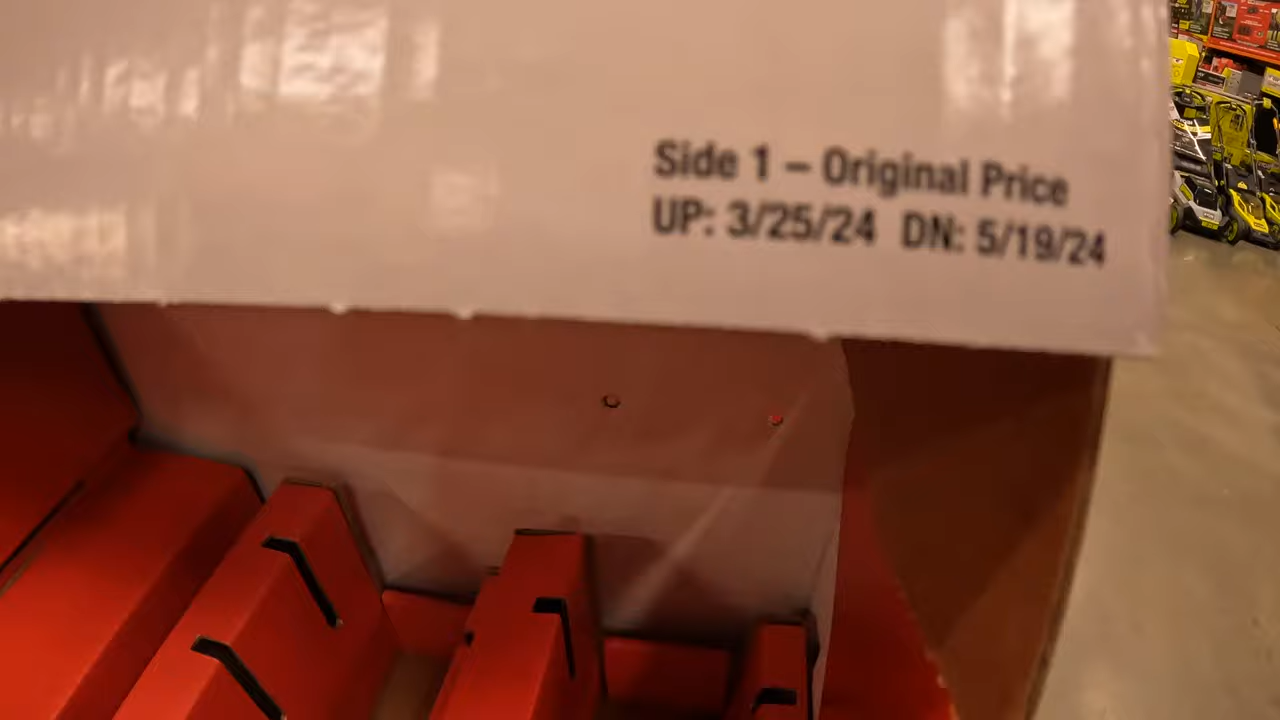 Side 1 – Original Price
UP: 3/25/24 DN: 5/19/24